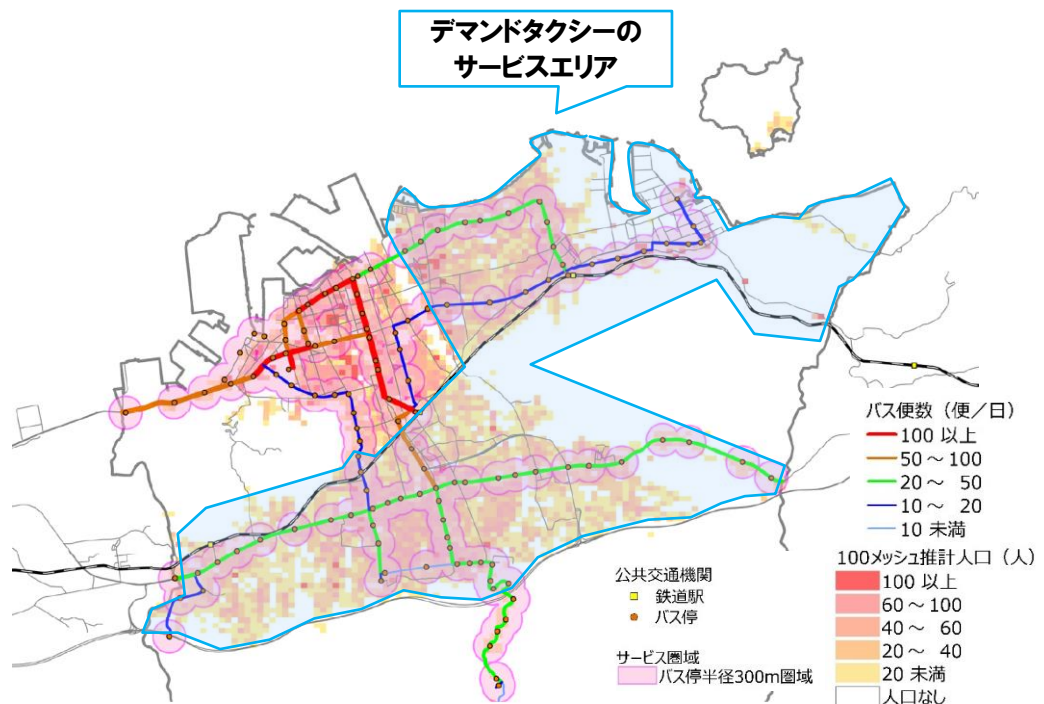 デマンドタクシーの
サービスエリア
バス便数（便／日）
100 以上
50 ～ 100
20 ～ 50
10 ～ 20
10 未満
100メッシュ推計人口（人）
100 以上
60 ～ 100
40 ～ 60
20 ～ 40
20 未満
人口なし
公共交通機関
鉄道駅
バス停
サービス圏域
バス停半径300m圏域